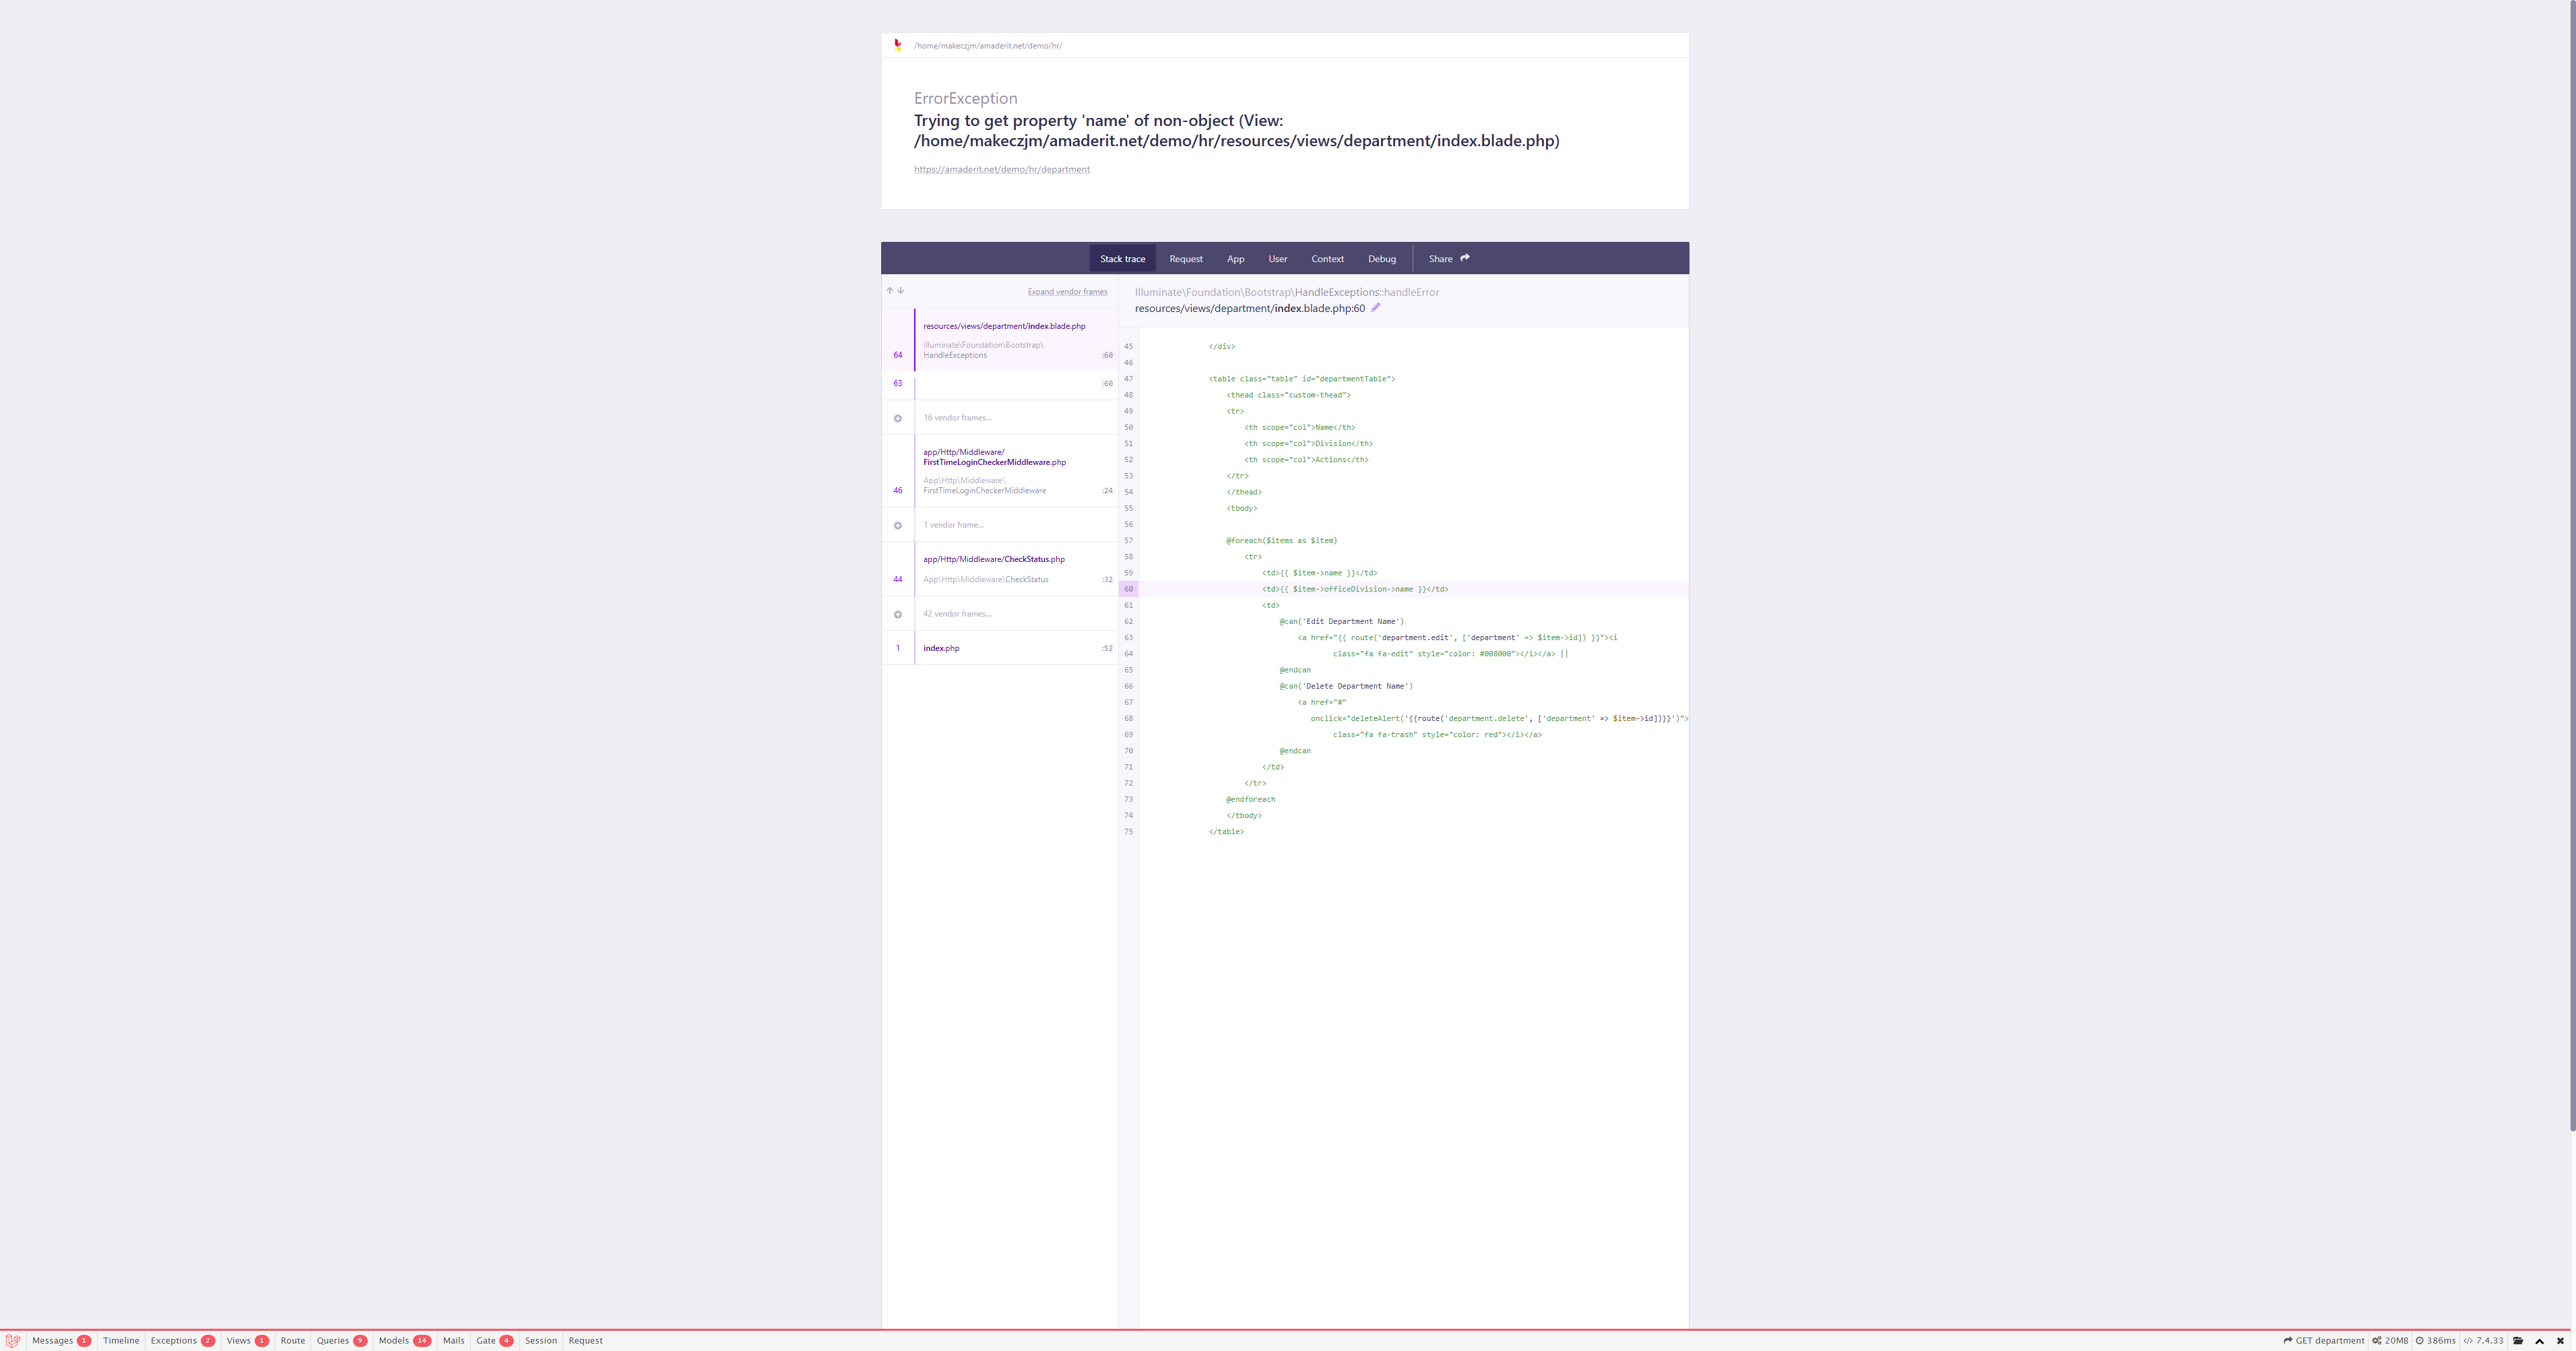 /home/makeczjm/amaderit.net/demo/hr/
ErrorException
Trying to get property 'name' of non-object (View:
/home/makeczjm/amaderit.net/demo/hr/resources/views/department/index.blade.php)
https://amaderit.net/demo/hr/department
Stack trace Request App User Context Debug Share
Expand vendor frames
resources/views/department/index.blade.php
Illuminate\Foundation\Bootstrap\
64 HandleExceptions :60
63 :60
16 vendor frames...
app/Http/Middleware/
FirstTimeLoginCheckerMiddleware.php
App\Http\Middleware\
46 FirstTimeLoginCheckerMiddleware :24
1 vendor frame...
app/Http/Middleware/CheckStatus.php
44 App\Http\Middleware\CheckStatus :32
42 vendor frames...
1 index.php :52
Illuminate\Foundation\Bootstrap\HandleExceptions::handleError
resources/views/department/index.blade.php:60
45 </div>
46
47 <table class="table" id="departmentTable">
48 <thead class="custom-thead">
49 <tr>
50 <th scope="col">Name</th>
51 <th scope="col">Division</th>
52 <th scope="col">Actions</th>
53 </tr>
54 </thead>
55 <tbody>
56
57 @foreach($items as $item)
58 <tr>
59 <td>{{ $item->name }}</td>
60 <td>{{ $item->officeDivision->name }}</td>
61 <td>
62 @can('Edit Department Name')
63 <a href="{{ route('department.edit', ['department' => $item->id]) }}"><i
64 class="fa fa-edit" style="color: #008000"></i></a> ||
65 @endcan
66 @can('Delete Department Name')
67 <a href="#"
68 onclick="deleteAlert('{{route('department.delete', ['department' => $item->id])}}')">
69 class="fa fa-trash" style="color: red"></i></a>
70 @endcan
71 </td>
72 </tr>
73 @endforeach
74 </tbody>
75 </table>
Messages 1 Timeline Exceptions 2 Views 1 Route Queries 9 Models 14 Mails Gate 4 Session Request GET department 20MB 386ms 7.4.33